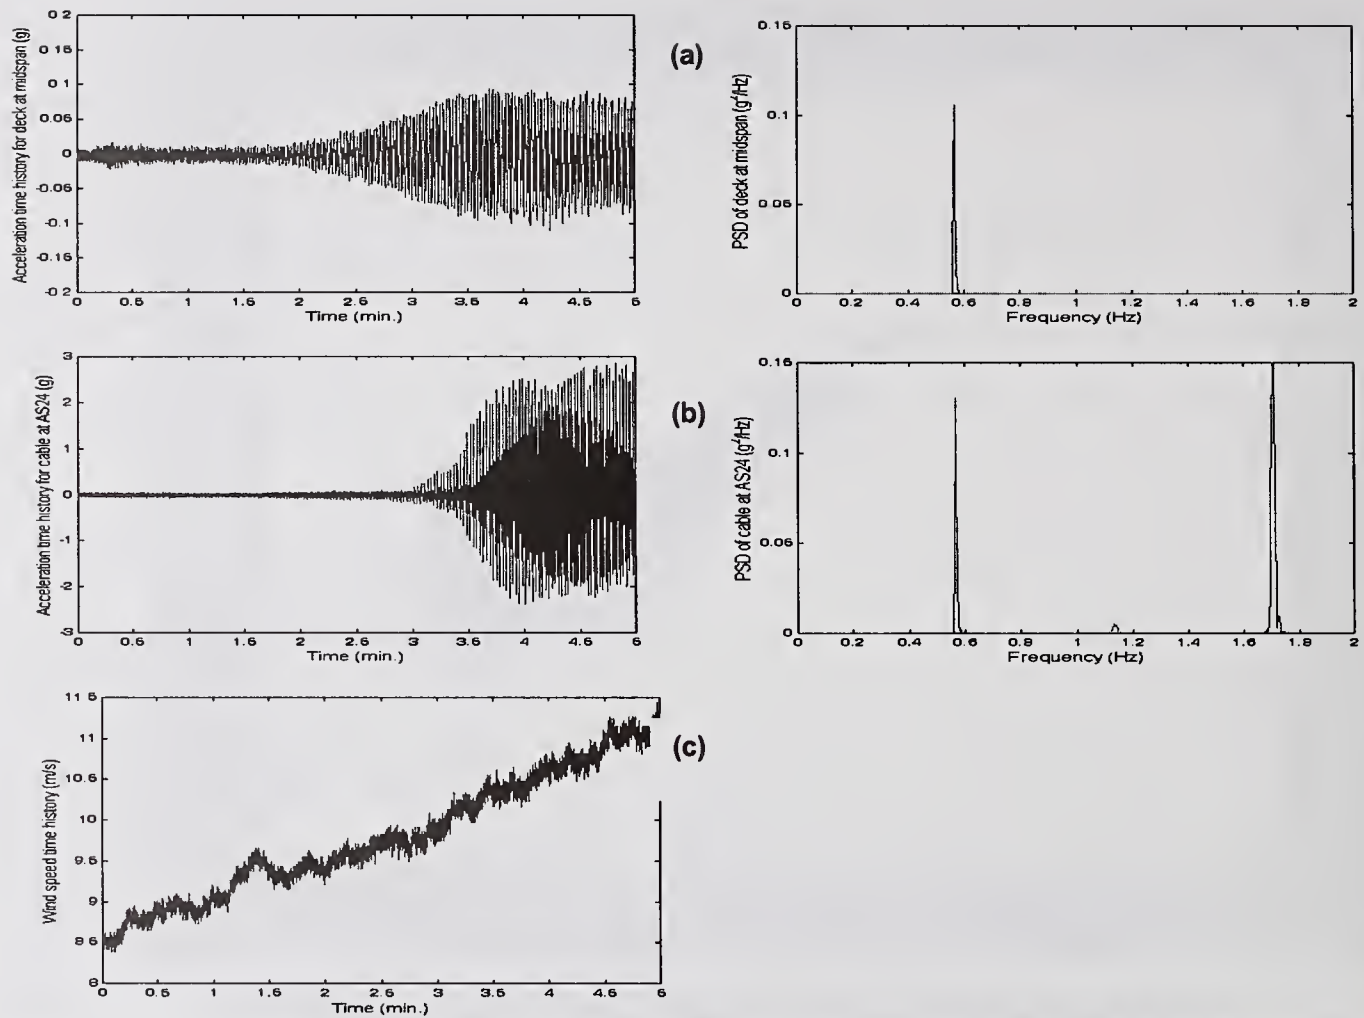 Acceleration time history for deck at midspan (g)
0 2
0 15
0 1
0.05
0
-0.05
-0.1
-0.15
-0 2
0 0.5 1 1.5 2 2.5 3 3.5 4 4.5 5
Time (min.)
(a)
PSD of deck at midspan (g²/Hz)
0.15
0.1
0.05
0
0 0.2 0.4 0.6 0.8 1 1.2 1.4 1.6 1.8 2
Frequency (Hz)
Acceleration time history for cable at AS24 (g)
3
2
1
0
-1
-2
-3
0 0.5 1 1.5 2 2.5 3 3.5 4 4.5 5
Time (min.)
(b)
PSD of cable at AS24 (g²/Hz)
0.15
0.1
0.05
0
0 0.2 0.4 0.6 0.8 1 1.2 1.4 1.6 1.8 2
Frequency (Hz)
Wind speed time history (m/s)
11 5
11
10.5
10
9.5
9
8 5
8
0 0.5 1 1.5 2 2.5 3 3.5 4 4.5 5
Time (min.)
(c)